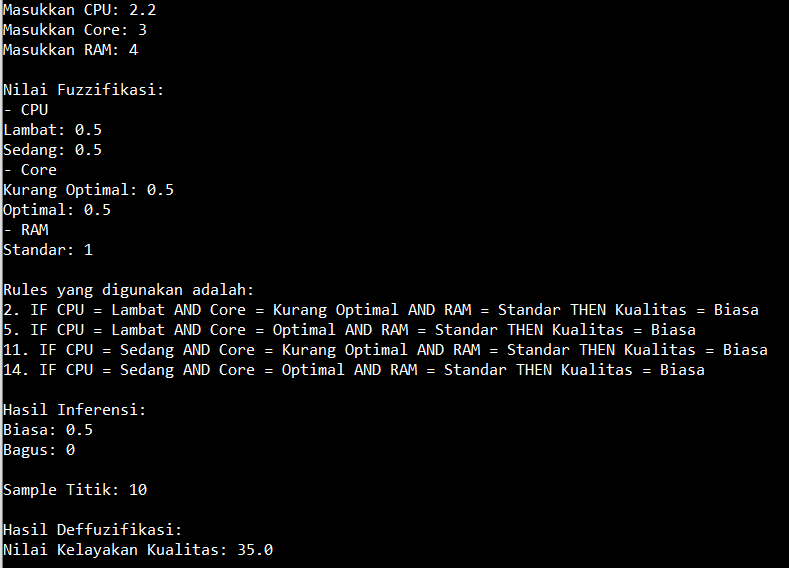 Masukkan CPU: 2.2
Masukkan Core: 3
Masukkan RAM: 4
Nilai Fuzzifikasi:
- CPU
Lambat: 0.5
Sedang: 0.5
- Core
Kurang Optimal: 0.5
Optimal: 0.5
- RAM
Standar: 1
Rules yang digunakan adalah:
2. IF CPU = Lambat AND Core = Kurang Optimal AND RAM = Standar THEN Kualitas = Biasa
5. IF CPU = Lambat AND Core = Optimal AND RAM = Standar THEN Kualitas = Biasa
11. IF CPU = Sedang AND Core = Kurang Optimal AND RAM = Standar THEN Kualitas = Biasa
14. IF CPU = Sedang AND Core = Optimal AND RAM = Standar THEN Kualitas = Biasa
Hasil Inferensi:
Biasa: 0.5
Bagus: 0
Sample Titik: 10
Hasil Deffuzifikasi:
Nilai Kelayakan Kualitas: 35.0